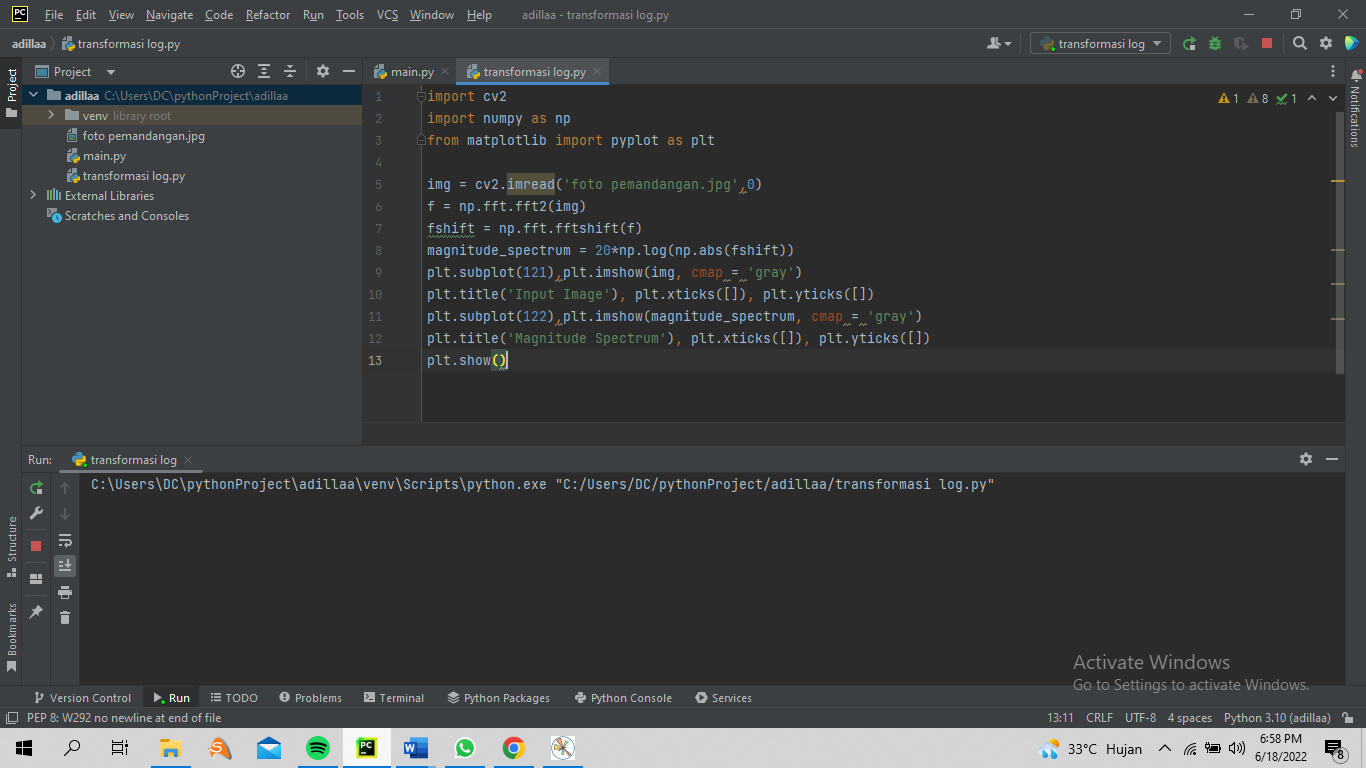 PC File Edit View Navigate Code Refactor Run Tools VCS Window Help adillaa - transformasi log.py
adillaa transformasi log.py transformasi log
Project
Project
main.py transformasi log.py
Notifications
adillaa C:\Users\DC\pythonProject\adillaa
venv library root
foto pemandangan.jpg
main.py
transformasi log.py
External Libraries
Scratches and Consoles
1 8 1
1 import cv2
2 import numpy as np
3 from matplotlib import pyplot as plt
4
5 img = cv2.imread('foto pemandangan.jpg',0)
6 f = np.fft.fft2(img)
7 fshift = np.fft.fftshift(f)
8 magnitude_spectrum = 20*np.log(np.abs(fshift))
9 plt.subplot(121),plt.imshow(img, cmap = 'gray')
10 plt.title('Input Image'), plt.xticks([]), plt.yticks([])
11 plt.subplot(122),plt.imshow(magnitude_spectrum, cmap = 'gray')
12 plt.title('Magnitude Spectrum'), plt.xticks([]), plt.yticks([])
13 plt.show()
Run: transformasi log
C:\Users\DC\pythonProject\adillaa\venv\Scripts\python.exe "C:/Users/DC/pythonProject/adillaa/transformasi log.py"
Structure
Bookmarks
Activate Windows
Go to Settings to activate Windows.
Version Control Run TODO Problems Terminal Python Packages Python Console Services
PEP 8: W292 no newline at end of file 13:11 CRLF UTF-8 4 spaces Python 3.10 (adillaa)
PC W 33°C Hujan 6:58 PM
6/18/2022 8